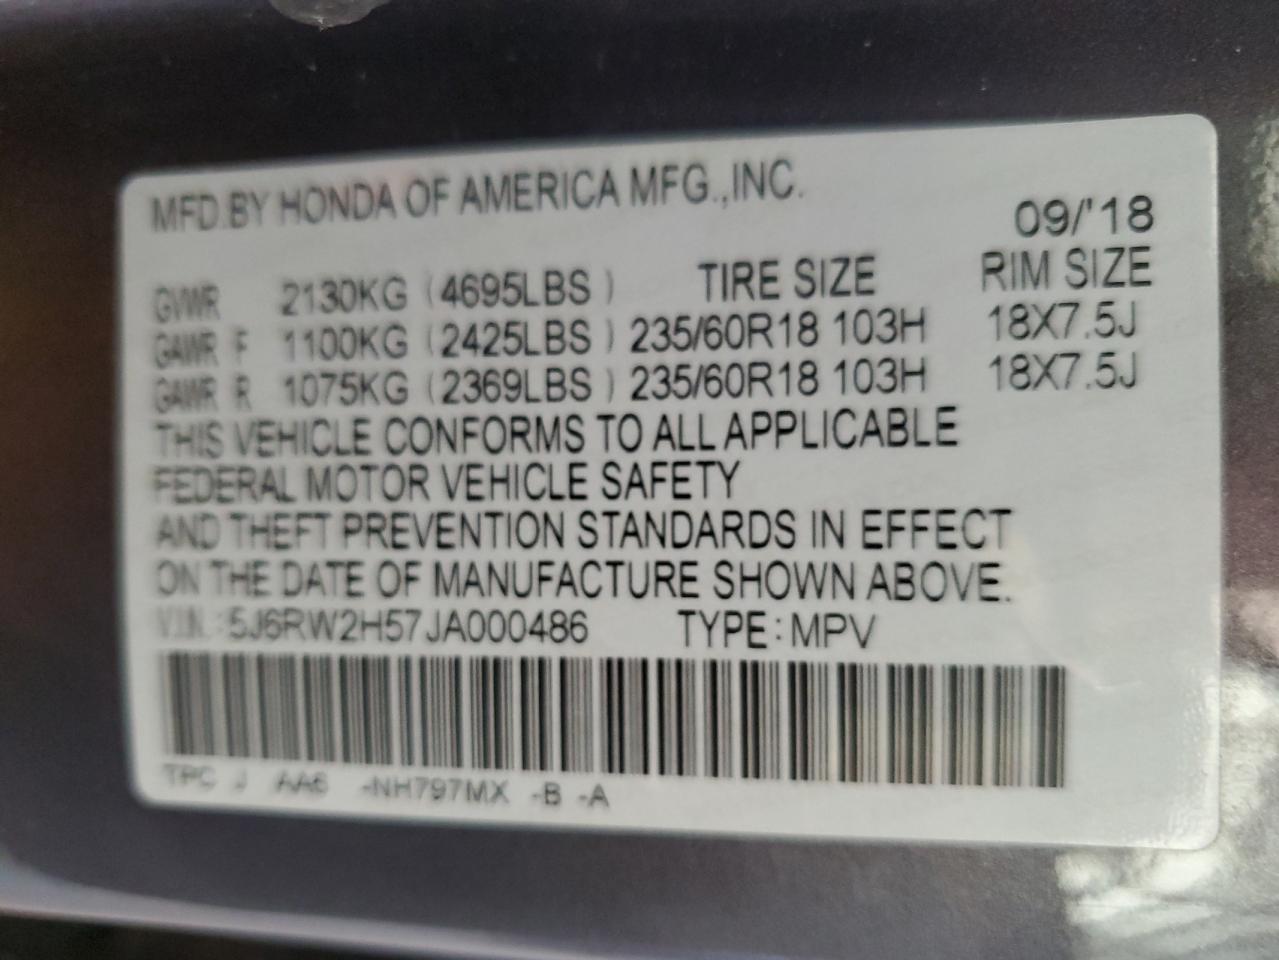 MFD.BY HONDA OF AMERICA MFG.,INC.
09/'18
GVWR 2130KG (4695LBS) TIRE SIZE RIM SIZE
GAWR F 1100KG (2425LBS) 235/60R18 103H 18X7.5J
GAWR R 1075KG (2369LBS) 235/60R18 103H 18X7.5J
THIS VEHICLE CONFORMS TO ALL APPLICABLE
FEDERAL MOTOR VEHICLE SAFETY
AND THEFT PREVENTION STANDARDS IN EFFECT
ON THE DATE OF MANUFACTURE SHOWN ABOVE.
V.I.N.:5J6RW2H57JA000486 TYPE:MPV
TPC J AA6 -NH797MX -B -A